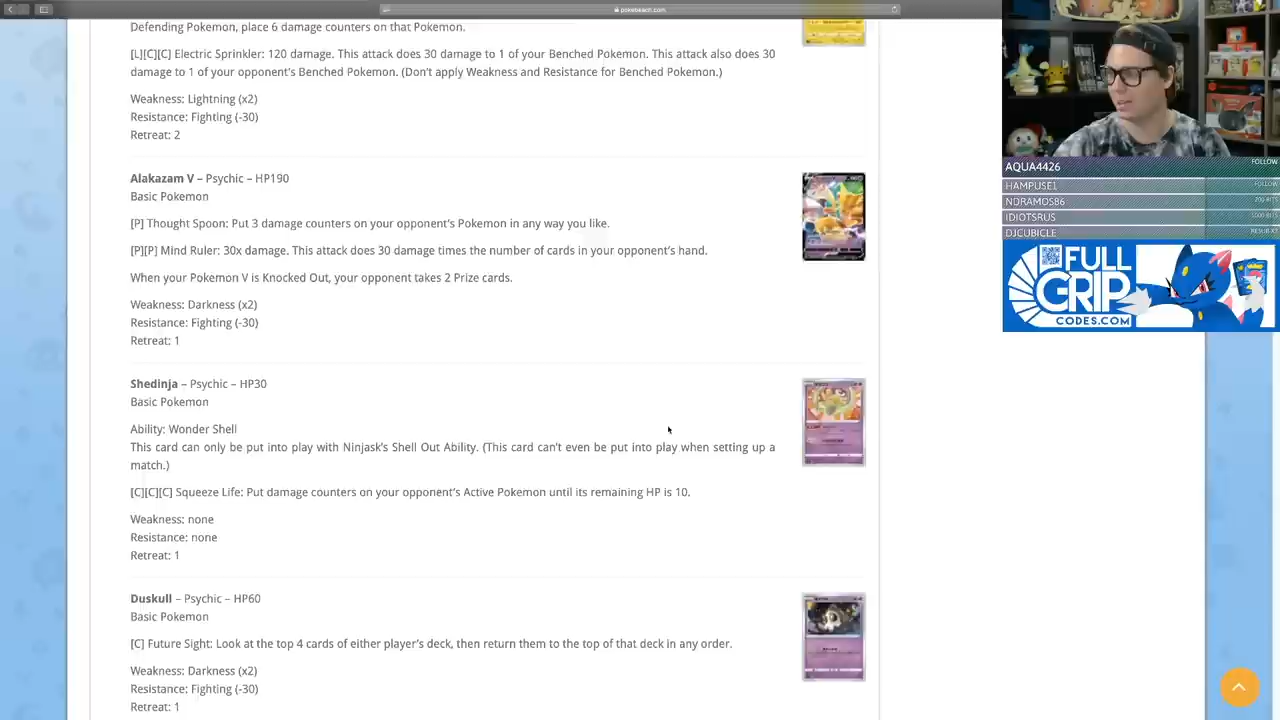 pokebeach.com
Defending Pokemon, place 6 damage counters on that Pokemon.
[L][C][C] Electric Sprinkler: 120 damage. This attack does 30 damage to 1 of your Benched Pokemon. This attack also does 30
damage to 1 of your opponent's Benched Pokemon. (Don't apply Weakness and Resistance for Benched Pokemon.)
Weakness: Lightning (x2)
Resistance: Fighting (-30)
Retreat: 2
Alakazam V – Psychic – HP190
Basic Pokemon
[P] Thought Spoon: Put 3 damage counters on your opponent's Pokemon in any way you like.
Mind Ruler: 30x damage. This attack does 30 damage times the number of cards in your opponent's hand.
When your Pokemon V is Knocked Out, your opponent takes 2 Prize cards.
Weakness: Darkness (x2)
Resistance: Fighting (-30)
Retreat: 1
Shedinja – Psychic – HP30
Basic Pokemon
Ability: Wonder Shell
This card can only be put into play with Ninjask's Shell Out Ability. (This card can't even be put into play when setting up a
match.)
[C][C][C] Squeeze Life: Put damage counters on your opponent's Active Pokemon until its remaining HP is 10.
Weakness: none
Resistance: none
Retreat: 1
Duskull – Psychic – HP60
Basic Pokemon
[C] Future Sight: Look at the top 4 cards of either player's deck, then return them to the top of that deck in any order.
Weakness: Darkness (x2)
Resistance: Fighting (-30)
Retreat: 1
AQUA4426 FOLLOW
HAMPUSE1 FOLLOW
NDRAMOS86 200 BITS
IDIOTSRUS 1000 BITS
DJCUBICLE
FULL
GRIP
CODES.COM